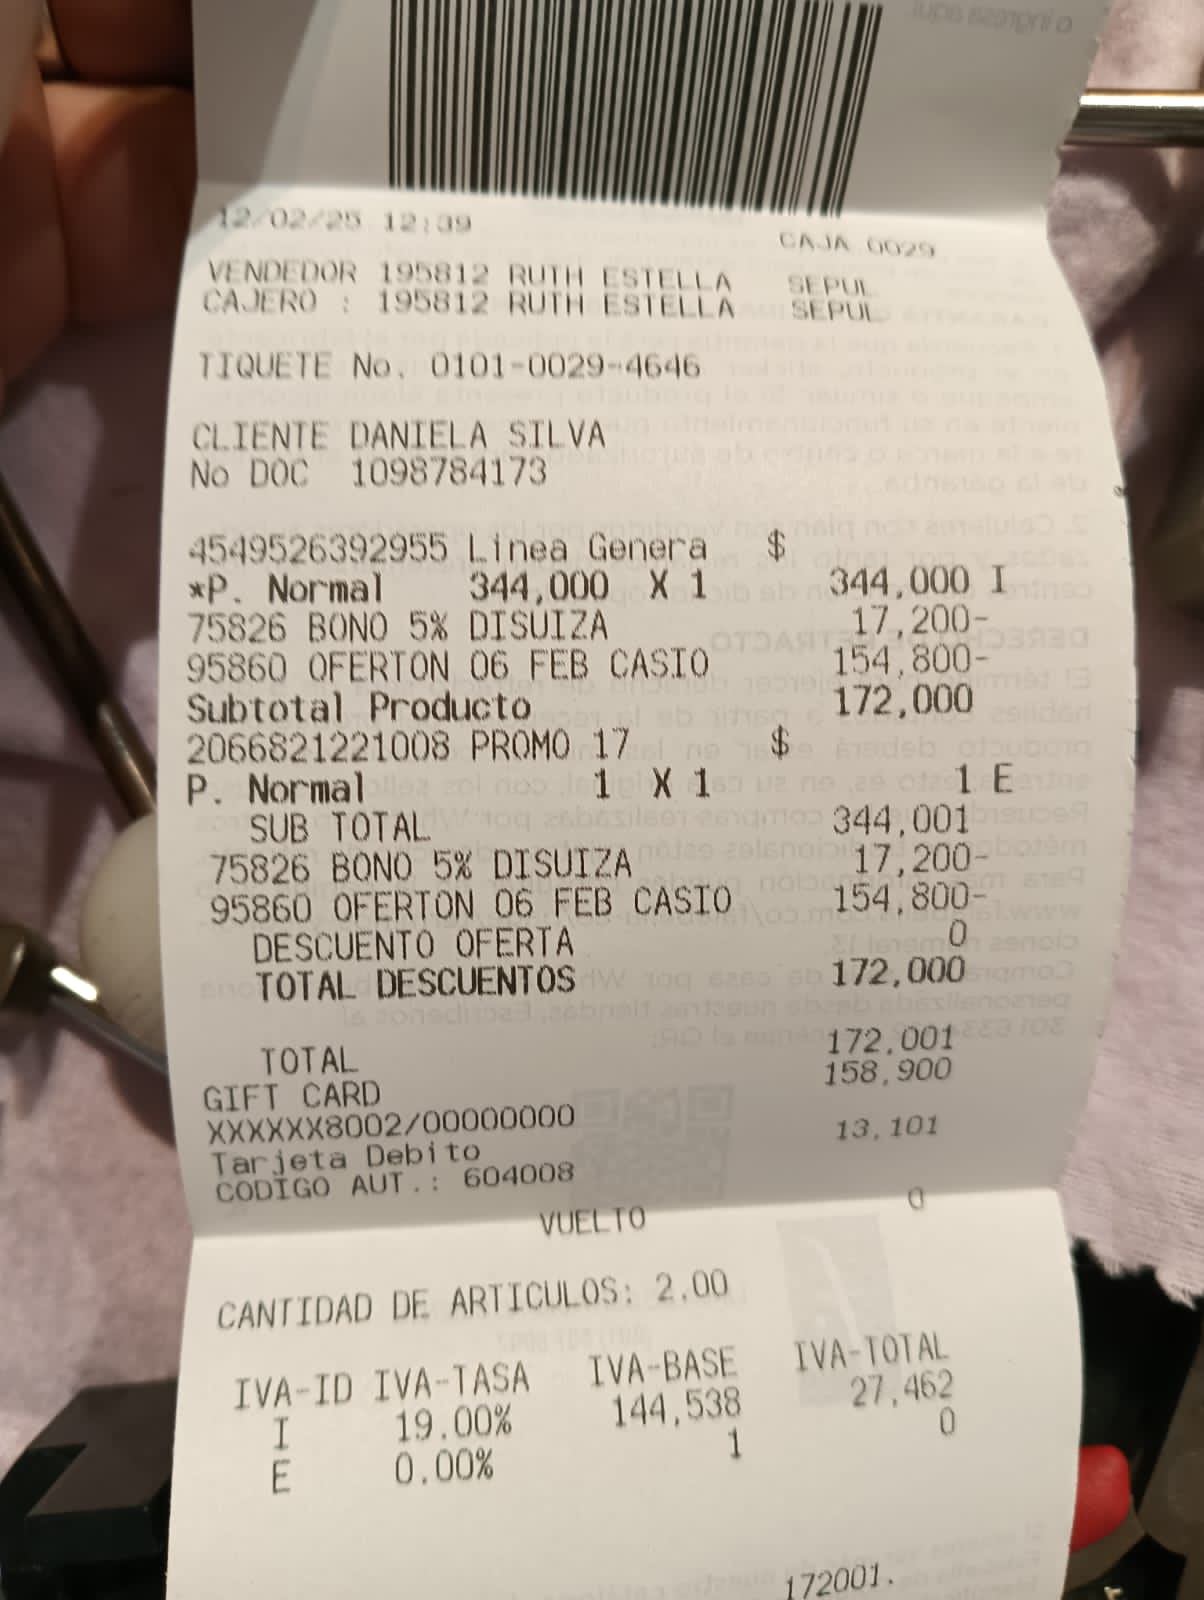 12/02/25 12:39 CAJA 0029
VENDEDOR 195812 RUTH ESTELLA SEPUL
CAJERO : 195812 RUTH ESTELLA SEPUL
TIQUETE No. 0101-0029-4646
CLIENTE DANIELA SILVA
No DOC 1098784173
4549526392955 Linea Genera $
*P. Normal 344,000 X 1 344,000 I
75826 BONO 5% DISUIZA 17,200-
95860 OFERTON 06 FEB CASIO 154,800-
Subtotal Producto 172,000
2066821221008 PROMO 17 $
P. Normal 1 X 1 1 E
SUB TOTAL 344,001
75826 BONO 5% DISUIZA 17,200-
95860 OFERTON 06 FEB CASIO 154,800-
DESCUENTO OFERTA 0
TOTAL DESCUENTOS 172,000
TOTAL 172,001
GIFT CARD 158,900
XXXXXX8002/00000000
Tarjeta Debito 13,101
CODIGO AUT.: 604008
VUELTO 0
CANTIDAD DE ARTICULOS: 2.00
IVA-ID IVA-TASA IVA-BASE IVA-TOTAL
I 19.00% 144,538 27,462
E 0.00% 1 0
172001.